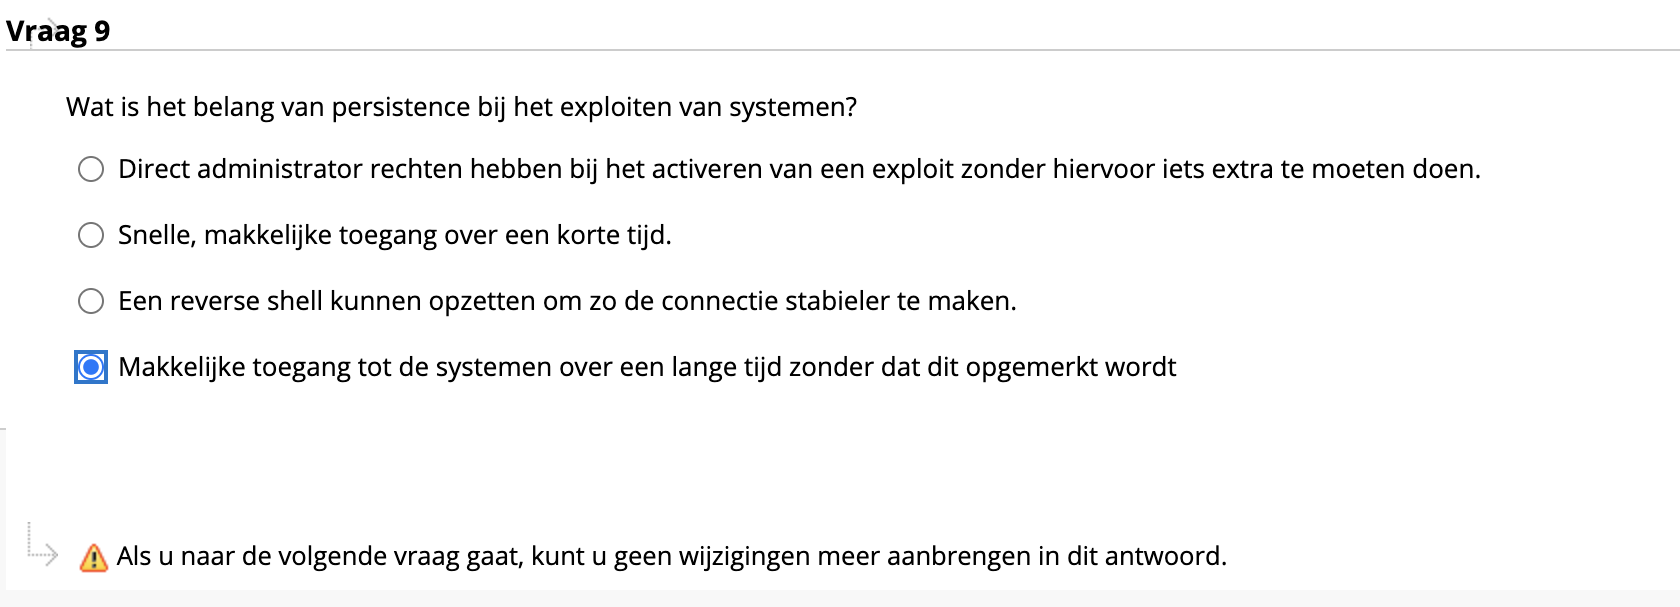 Vraag 9
Wat is het belang van persistence bij het exploiten van systemen?
Direct administrator rechten hebben bij het activeren van een exploit zonder hiervoor iets extra te moeten doen.
Snelle, makkelijke toegang over een korte tijd.
Een reverse shell kunnen opzetten om zo de connectie stabieler te maken.
Makkelijke toegang tot de systemen over een lange tijd zonder dat dit opgemerkt wordt
Als u naar de volgende vraag gaat, kunt u geen wijzigingen meer aanbrengen in dit antwoord.